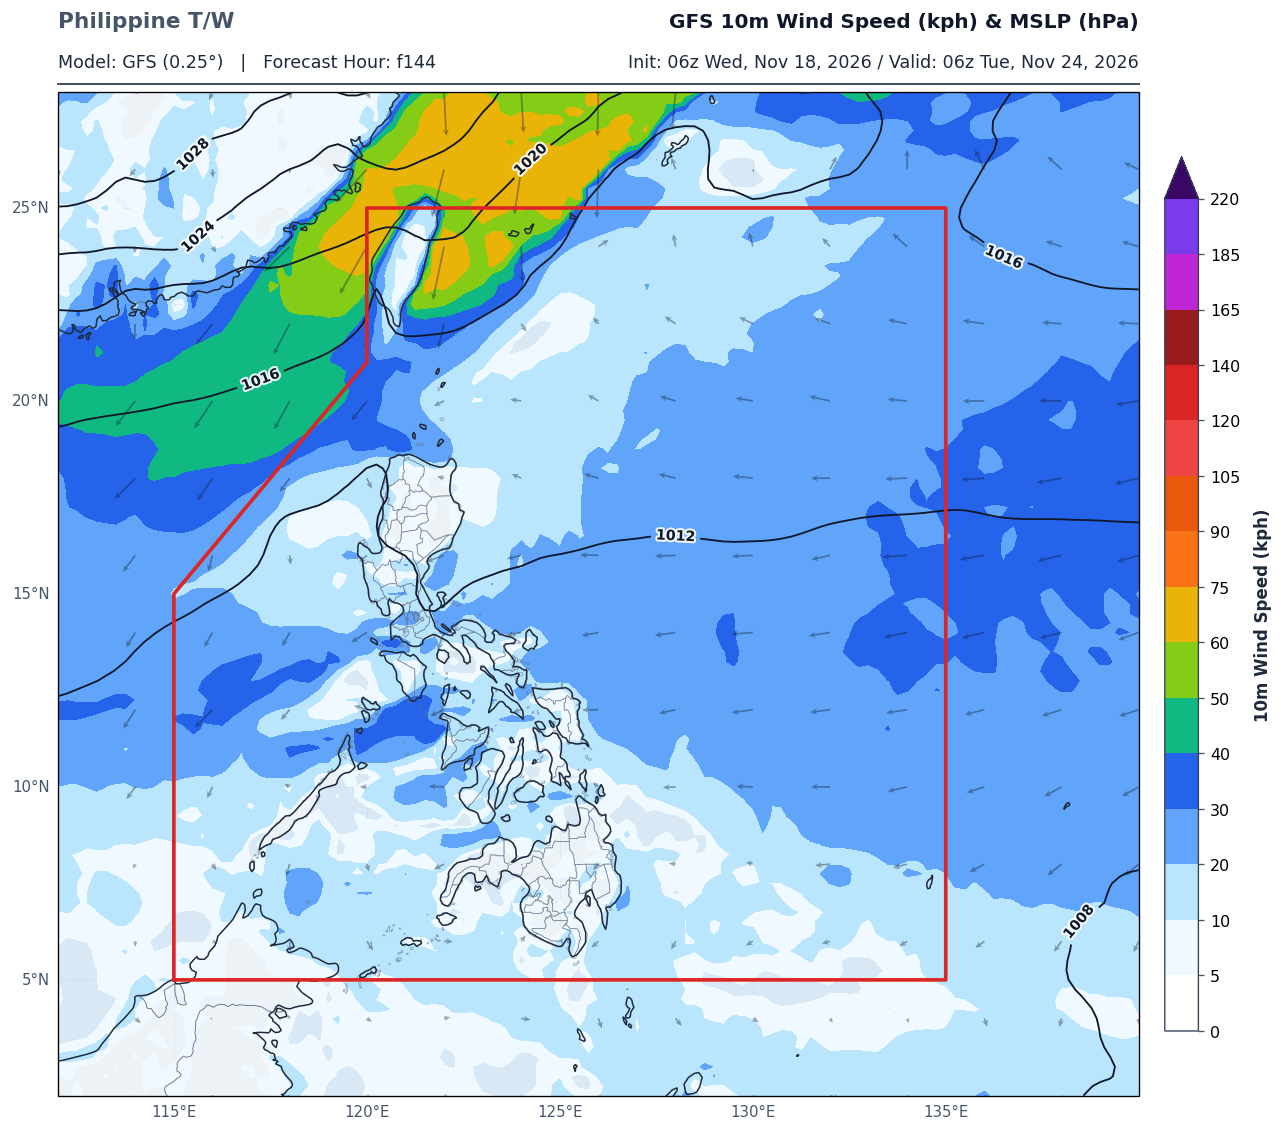 Philippine T/W
GFS 10m Wind Speed (kph) & MSLP (hPa)
Model: GFS (0.25°) | Forecast Hour: f144
Init: 06z Wed, Nov 18, 2026 / Valid: 06z Tue, Nov 24, 2026
1028
1024
1020
1016
1016
1012
1008
25°N
20°N
15°N
10°N
5°N
115°E
120°E
125°E
130°E
135°E
220
185
165
140
120
105
90
75
60
50
40
30
20
10
5
0
10m Wind Speed (kph)